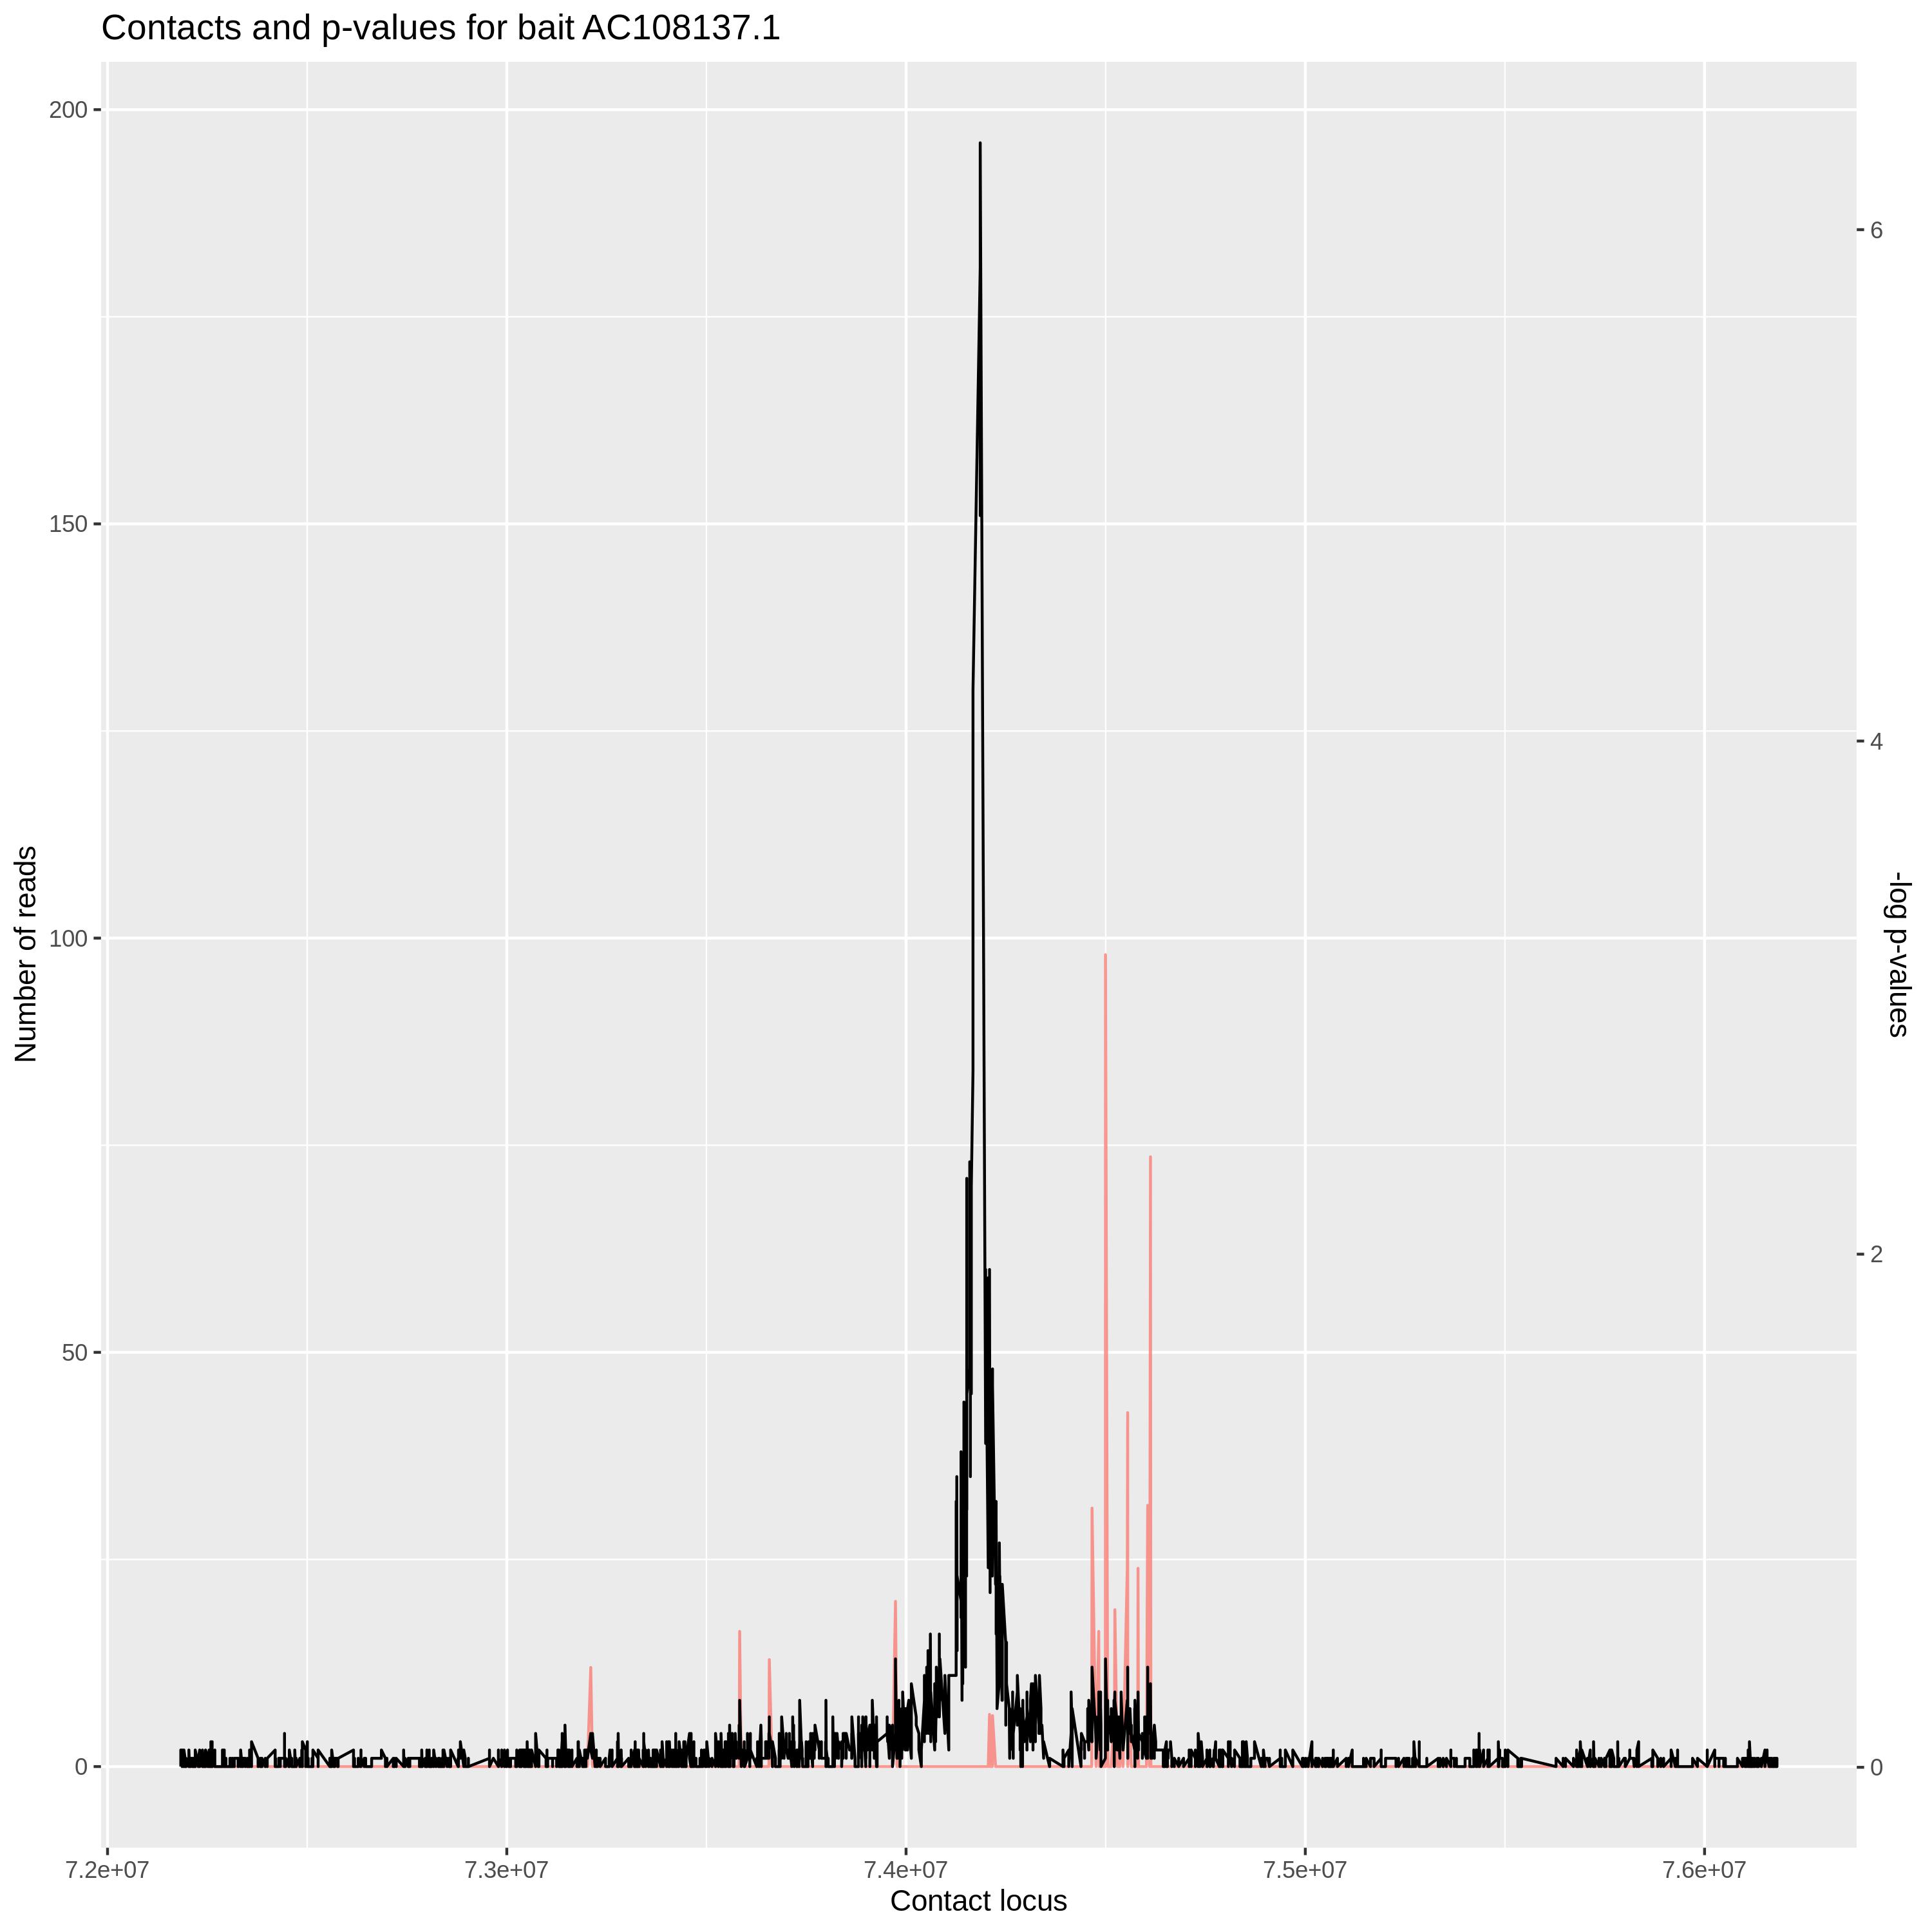 Contacts and p-values for bait AC108137.1
200
150
100
50
0
Number of reads
6
4
2
0
-log p-values
7.2e+07 7.3e+07 7.4e+07 7.5e+07 7.6e+07
Contact locus